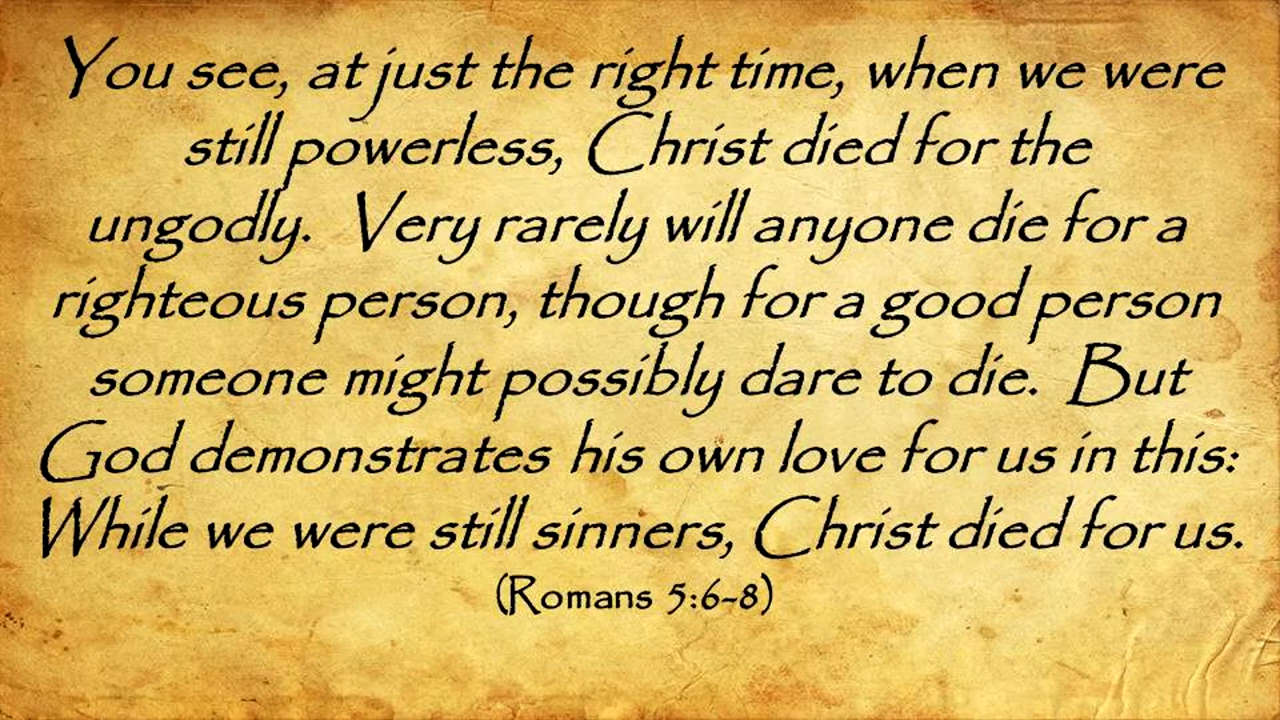 You see, at just the right time, when we were
still powerless, Christ died for the
ungodly.  Very rarely will anyone die for a
righteous person, though for a good person
someone might possibly dare to die.  But
God demonstrates his own love for us in this:
While we were still sinners, Christ died for us.
(Romans 5:6-8)